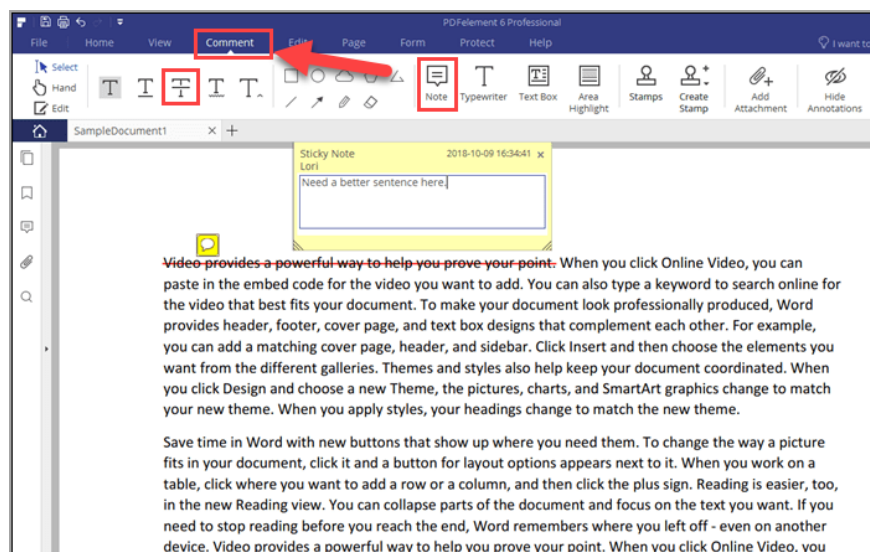 PDFelement 6 Professional
File Home View Comment Edit Page Form Protect Help I want to
Select
Hand
Edit
T T T T T
Note Typewriter Text Box Area Highlight Stamps Create Stamp Add Attachment Hide Annotations
SampleDocument1 × +
Sticky Note 2018-10-09 16:34:41 ×
Lori
Need a better sentence here.
Video provides a powerful way to help you prove your point. When you click Online Video, you can
paste in the embed code for the video you want to add. You can also type a keyword to search online for
the video that best fits your document. To make your document look professionally produced, Word
provides header, footer, cover page, and text box designs that complement each other. For example,
you can add a matching cover page, header, and sidebar. Click Insert and then choose the elements you
want from the different galleries. Themes and styles also help keep your document coordinated. When
you click Design and choose a new Theme, the pictures, charts, and SmartArt graphics change to match
your new theme. When you apply styles, your headings change to match the new theme.
Save time in Word with new buttons that show up where you need them. To change the way a picture
fits in your document, click it and a button for layout options appears next to it. When you work on a
table, click where you want to add a row or a column, and then click the plus sign. Reading is easier, too,
in the new Reading view. You can collapse parts of the document and focus on the text you want. If you
need to stop reading before you reach the end, Word remembers where you left off - even on another
device. Video provides a powerful way to help you prove your point. When you click Online Video, you